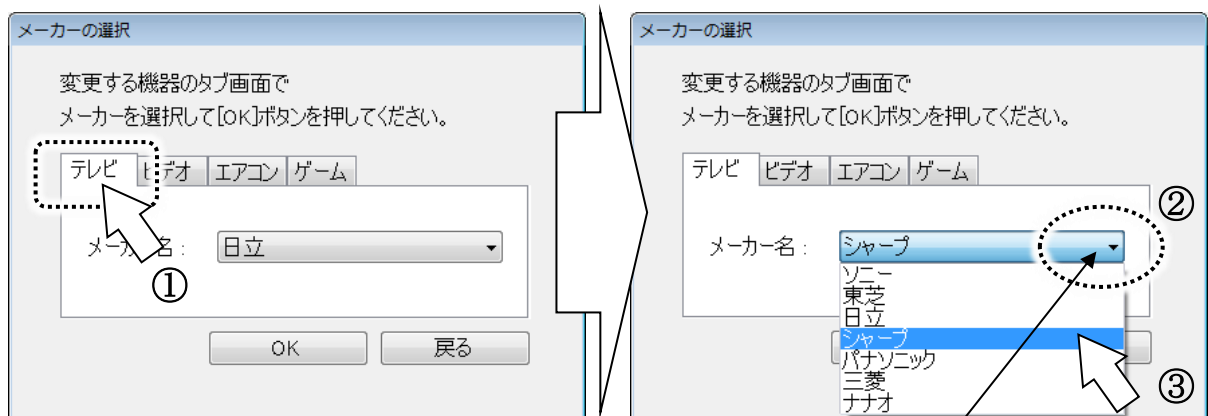 メーカーの選択
変更する機器のタブ画面で
メーカーを選択して[OK]ボタンを押してください。
テレビ ビデオ エアコン ゲーム
メーカー名: 日立
①
OK 戻る
メーカーの選択
変更する機器のタブ画面で
メーカーを選択して[OK]ボタンを押してください。
テレビ ビデオ エアコン ゲーム
②
メーカー名: シャープ
ソニー
東芝
日立
シャープ
パナソニック
三菱
ナナオ
③